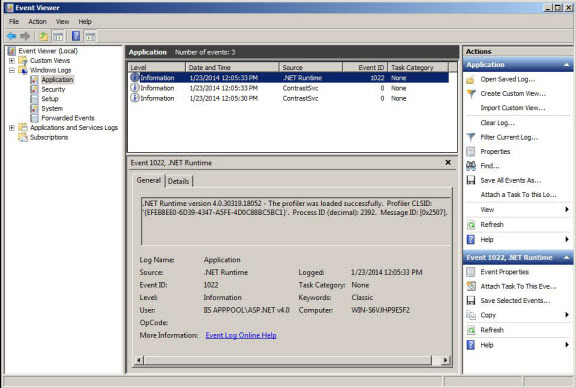 Event Viewer
File Action View Help
Event Viewer (Local)
Custom Views
Windows Logs
Application
Security
Setup
System
Forwarded Events
Applications and Services Logs
Subscriptions
Application Number of events: 3
Level Date and Time Source Event ID Task Category
Information 1/23/2014 12:05:33 PM .NET Runtime 1022 None
Information 1/23/2014 12:05:33 PM ContrastSvc 0 None
Information 1/23/2014 12:05:30 PM ContrastSvc 0 None
Event 1022, .NET Runtime
General Details
.NET Runtime version 4.0.30319.18052 - The profiler was loaded successfully. Profiler CLSID:
'{EFEB8EE0-6D39-4347-A5FE-4D0C88BC5BC1}'. Process ID (decimal): 2392. Message ID: [0x2507].
Log Name: Application
Source: .NET Runtime Logged: 1/23/2014 12:05:33 PM
Event ID: 1022 Task Category: None
Level: Information Keywords: Classic
User: IIS APPPOOL\ASP.NET v4.0 Computer: WIN-S6VJHP9E5F2
OpCode:
More Information: Event Log Online Help
Actions
Application
Open Saved Log...
Create Custom View...
Import Custom View...
Clear Log...
Filter Current Log...
Properties
Find...
Save All Events As...
Attach a Task To this Lo...
View
Refresh
Help
Event 1022, .NET Runtime
Event Properties
Attach Task To This Eve...
Save Selected Events...
Copy
Refresh
Help